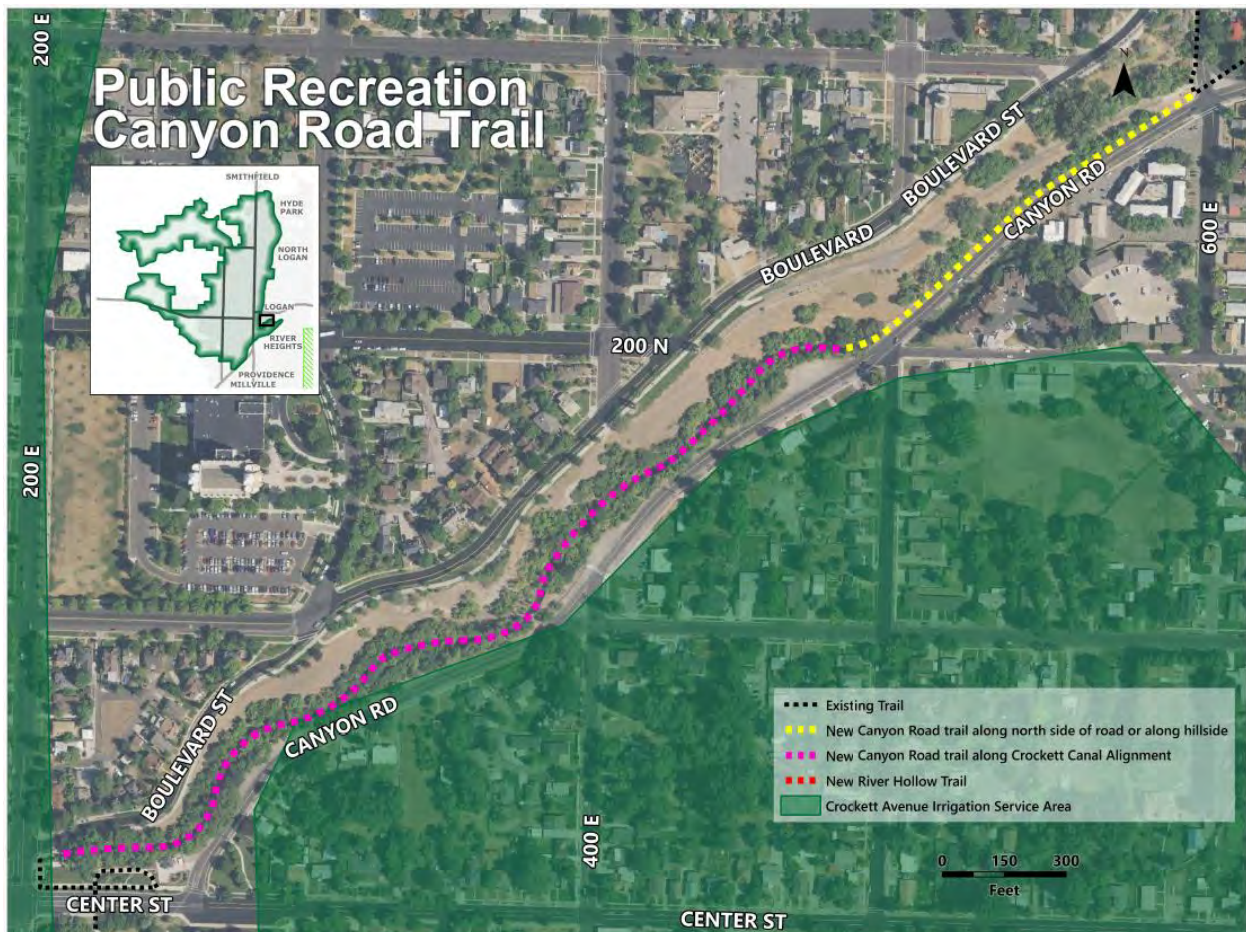 200 E
Public Recreation
Canyon Road Trail
SMITHFIELD
HYDE
PARK
NORTH
LOGAN
LOGAN
RIVER
HEIGHTS
PROVIDENCE
MILLVILLE
N
BOULEVARD ST
BOULEVARD
CANYON RD
600 E
200 N
200 E
BOULEVARD ST
CANYON RD
400 E
CENTER ST
CENTER ST
Existing Trail
New Canyon Road trail along north side of road or along hillside
New Canyon Road trail along Crockett Canal Alignment
New River Hollow Trail
Crockett Avenue Irrigation Service Area
0 150 300
Feet